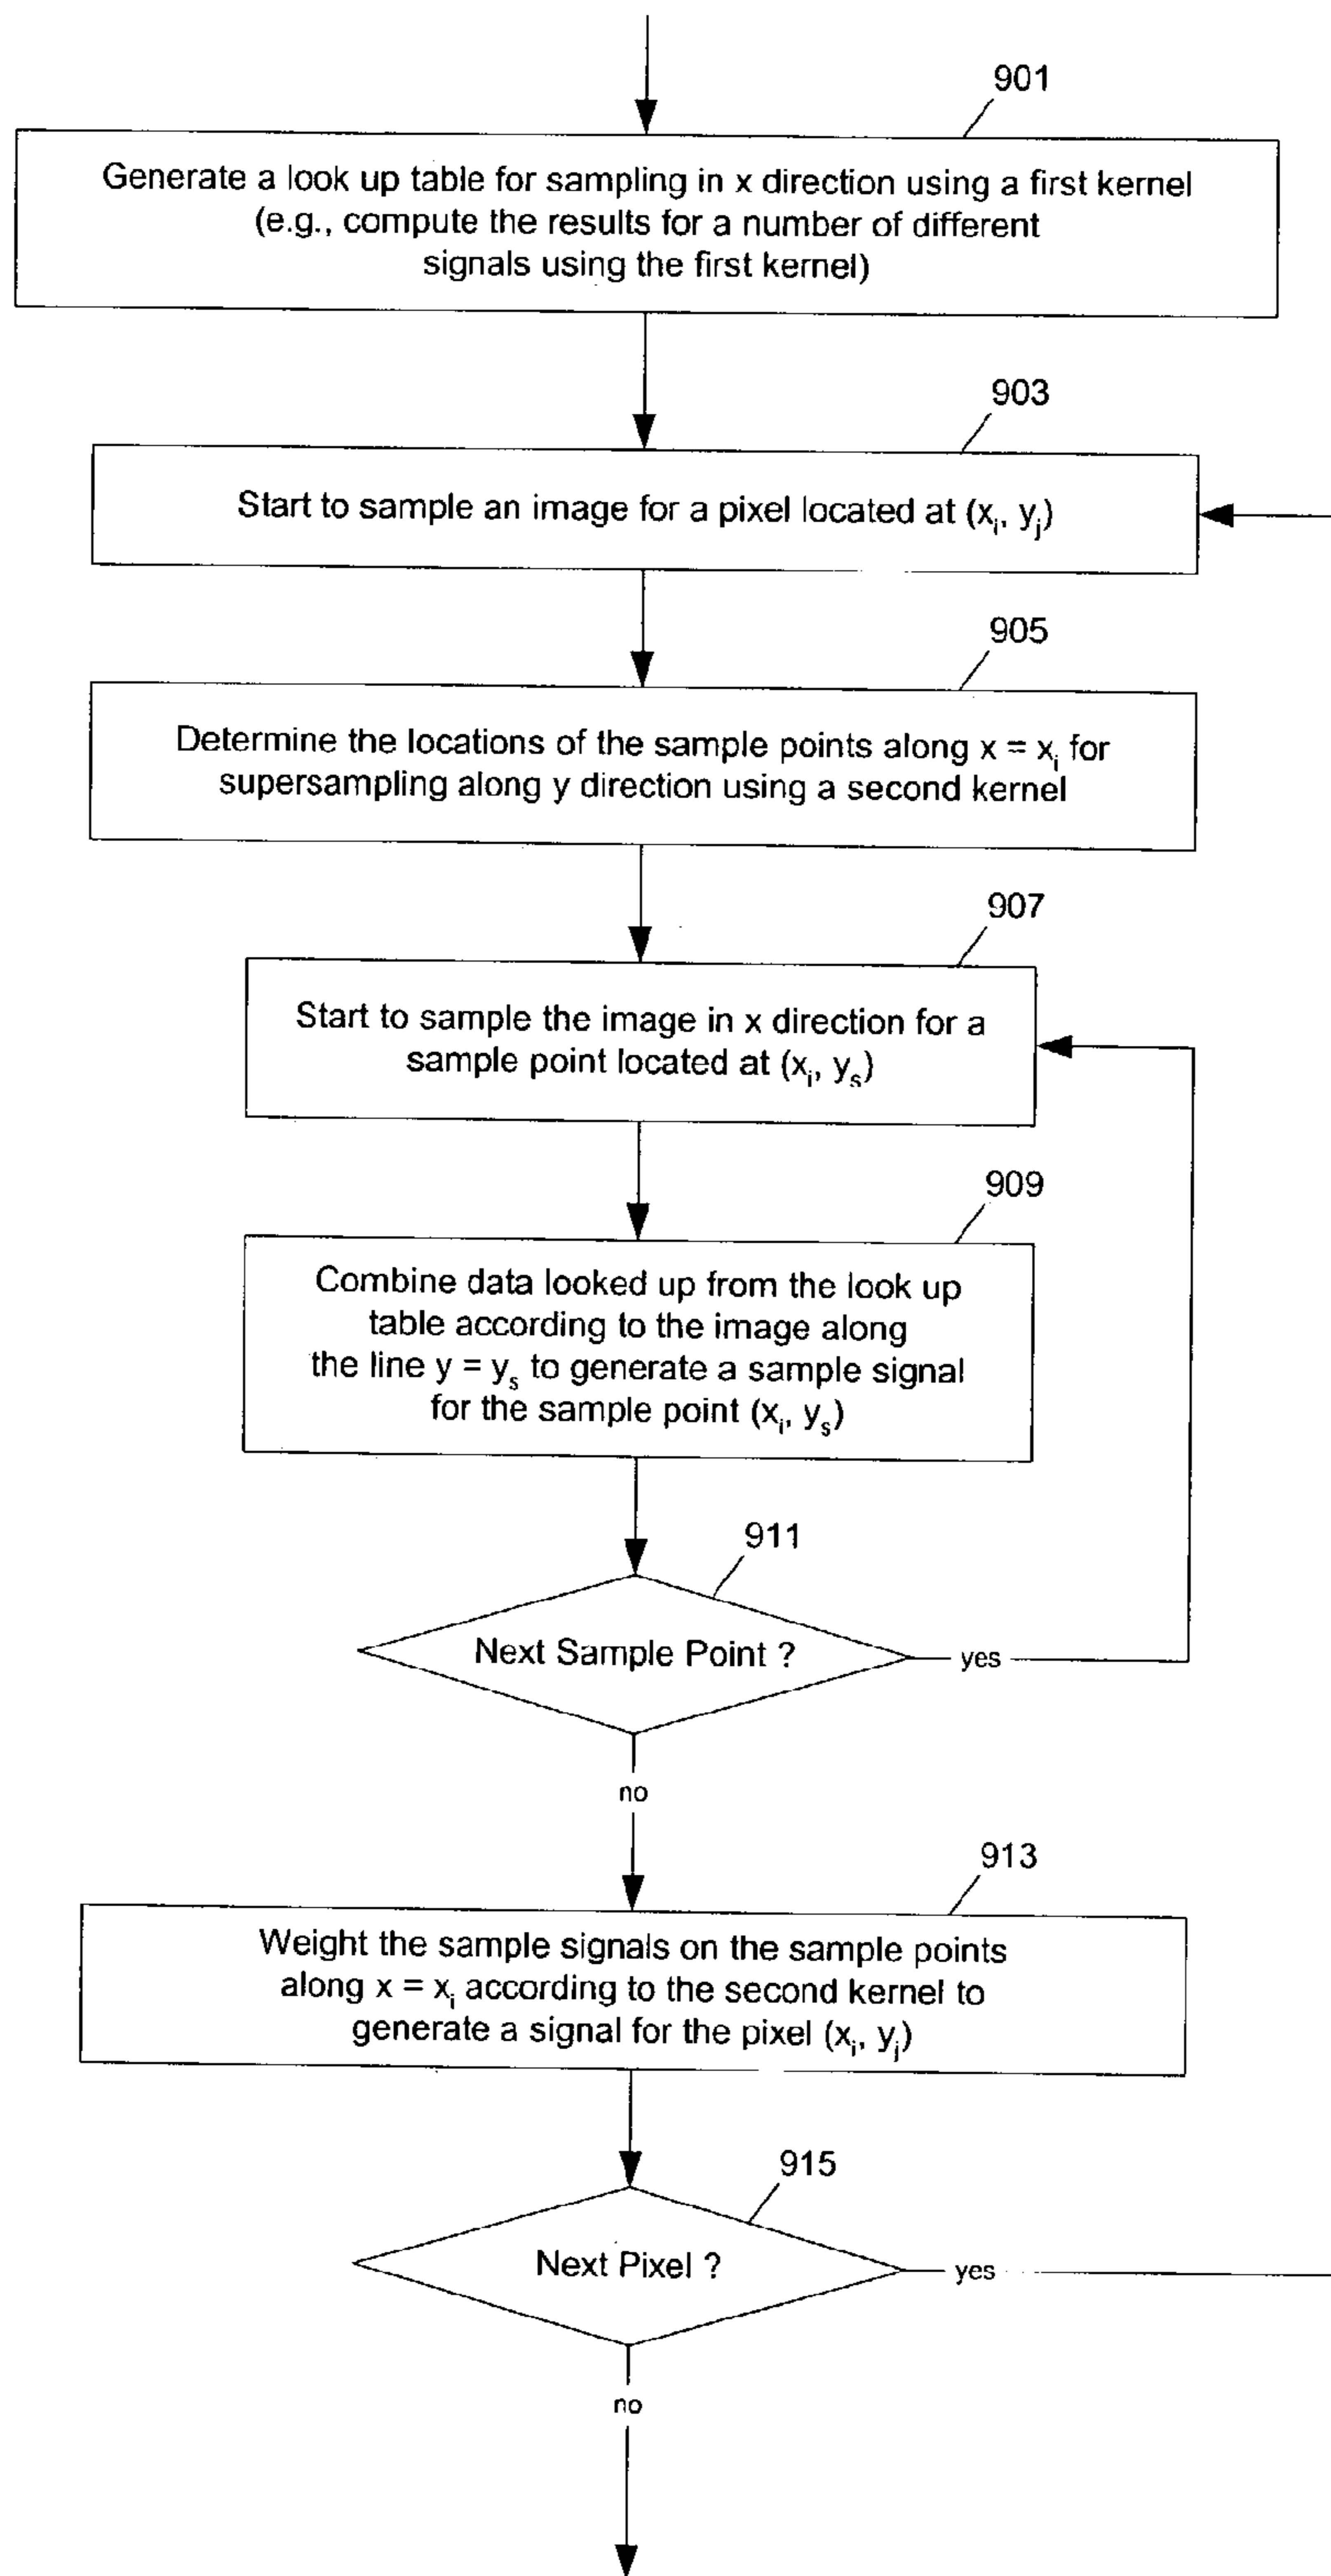 901
Generate a look up table for sampling in x direction using a first kernel
(e.g., compute the results for a number of different
signals using the first kernel)
903
Start to sample an image for a pixel located at (xᵢ, yⱼ)
905
Determine the locations of the sample points along x = xᵢ for
supersampling along y direction using a second kernel
907
Start to sample the image in x direction for a
sample point located at (xᵢ, yₛ)
909
Combine data looked up from the look up
table according to the image along
the line y = yₛ to generate a sample signal
for the sample point (xᵢ, yₛ)
911
Next Sample Point ?
yes
no
913
Weight the sample signals on the sample points
along x = xᵢ according to the second kernel to
generate a signal for the pixel (xᵢ, yⱼ)
915
Next Pixel ?
yes
no